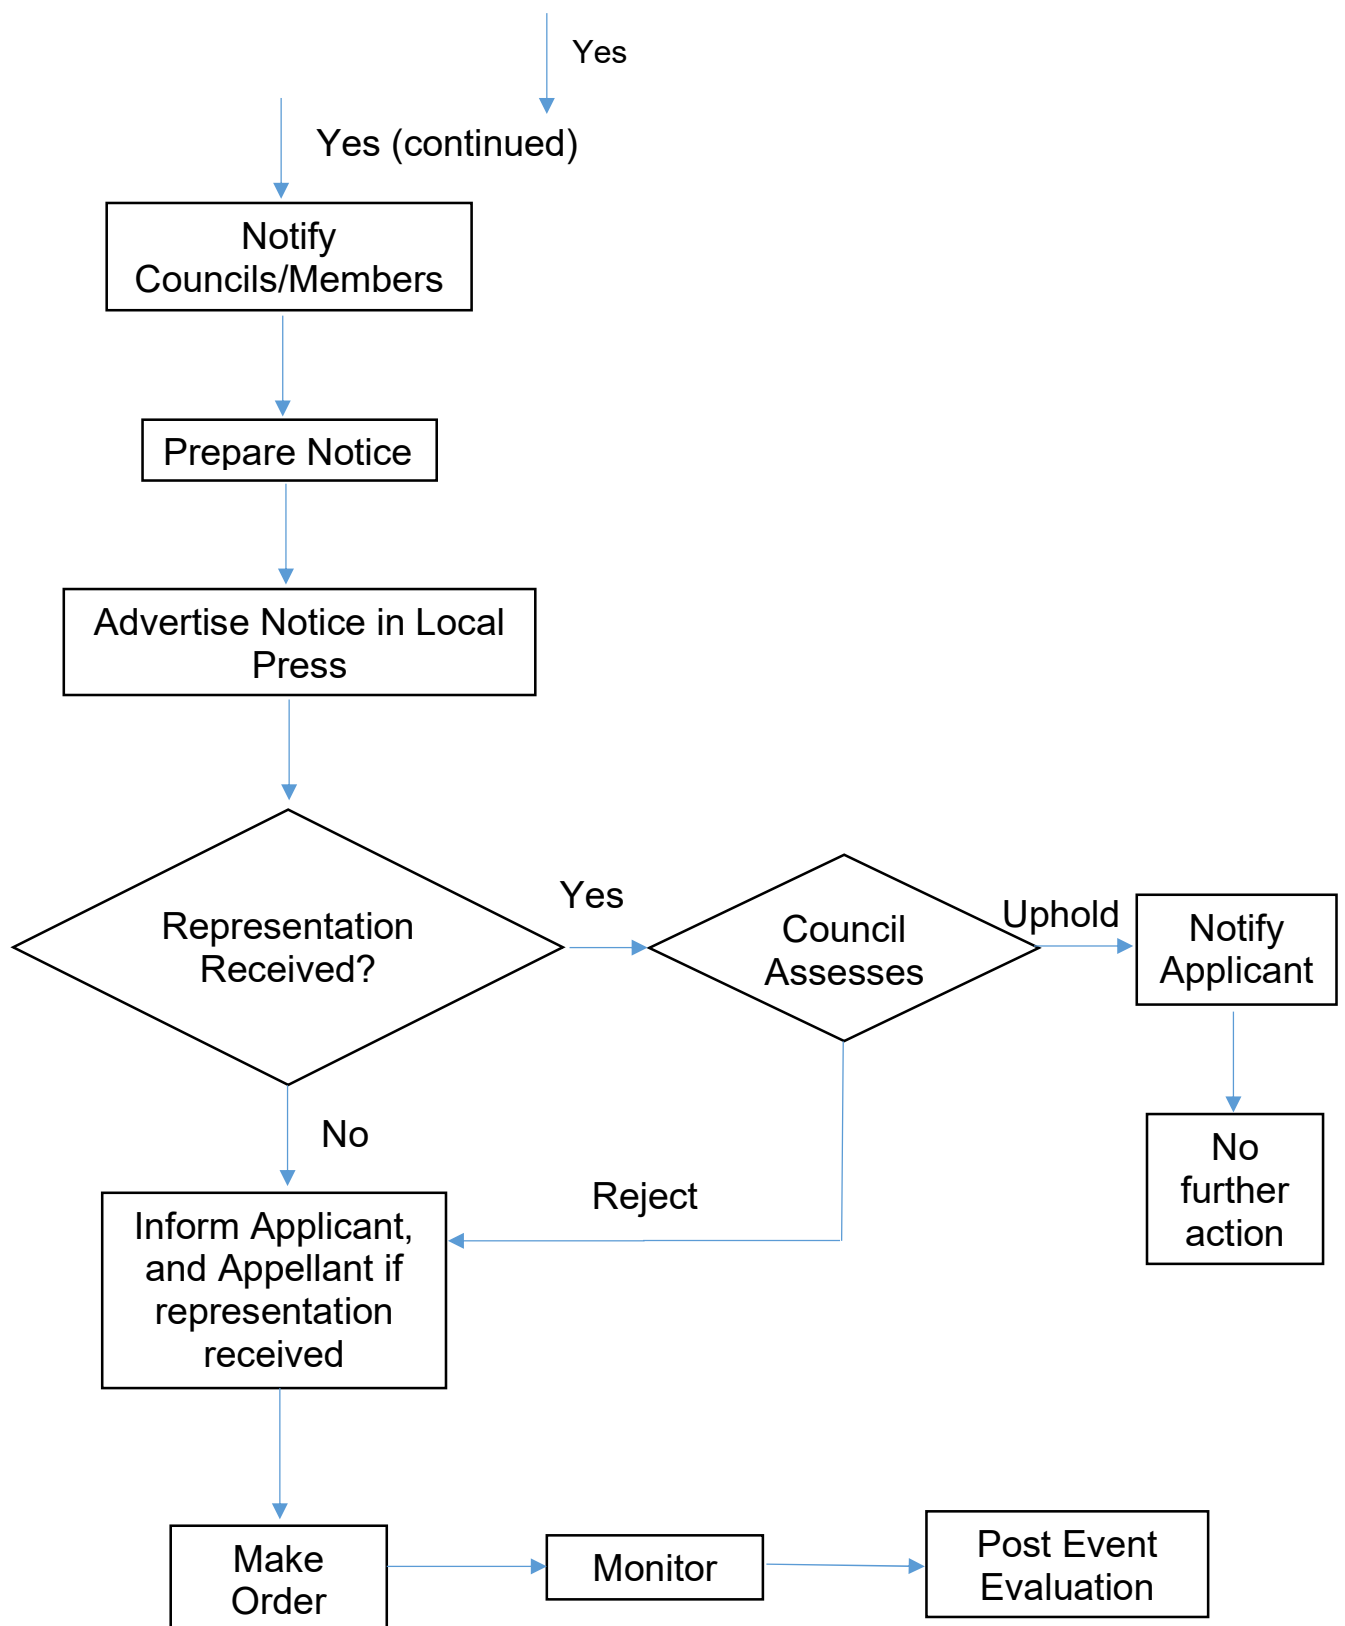 Yes
Yes (continued)
Notify
Councils/Members
Prepare Notice
Advertise Notice in Local
Press
Representation
Received?
Yes
Council
Assesses
Uphold
Notify
Applicant
No
further
action
No
Reject
Inform Applicant,
and Appellant if
representation
received
Make
Order
Monitor
Post Event
Evaluation